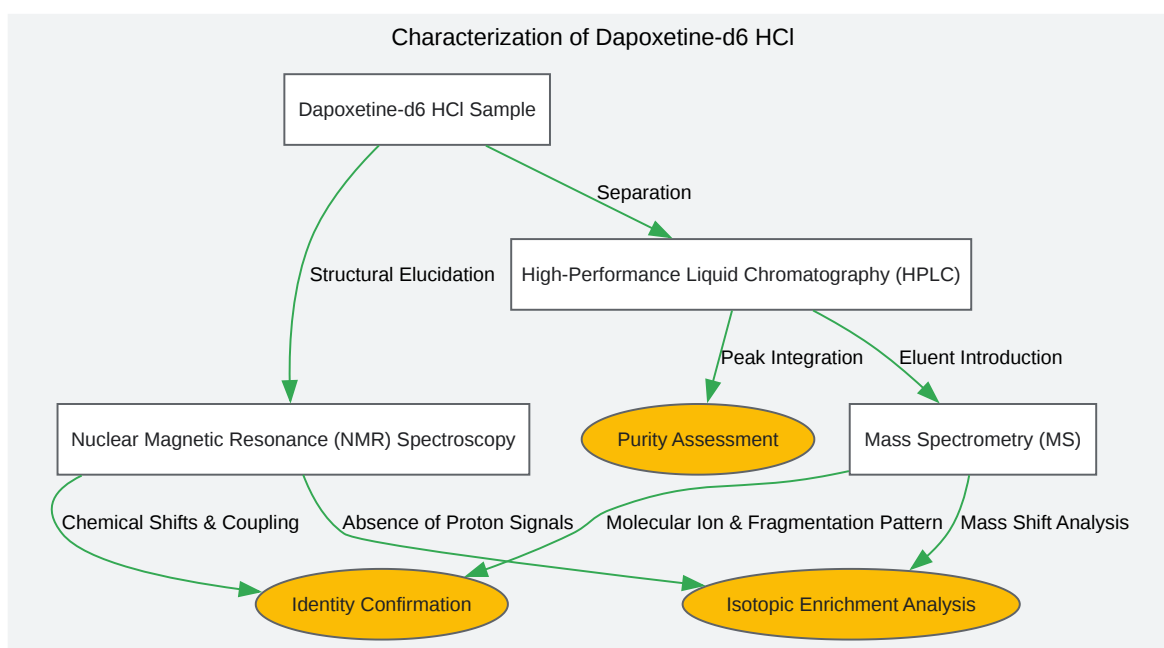 Characterization of Dapoxetine-d6 HCl
Dapoxetine-d6 HCl Sample
Separation
Structural Elucidation
High-Performance Liquid Chromatography (HPLC)
Peak Integration
Eluent Introduction
Nuclear Magnetic Resonance (NMR) Spectroscopy
Purity Assessment
Mass Spectrometry (MS)
Chemical Shifts & Coupling
Absence of Proton Signals
Molecular Ion & Fragmentation Pattern
Mass Shift Analysis
Identity Confirmation
Isotopic Enrichment Analysis